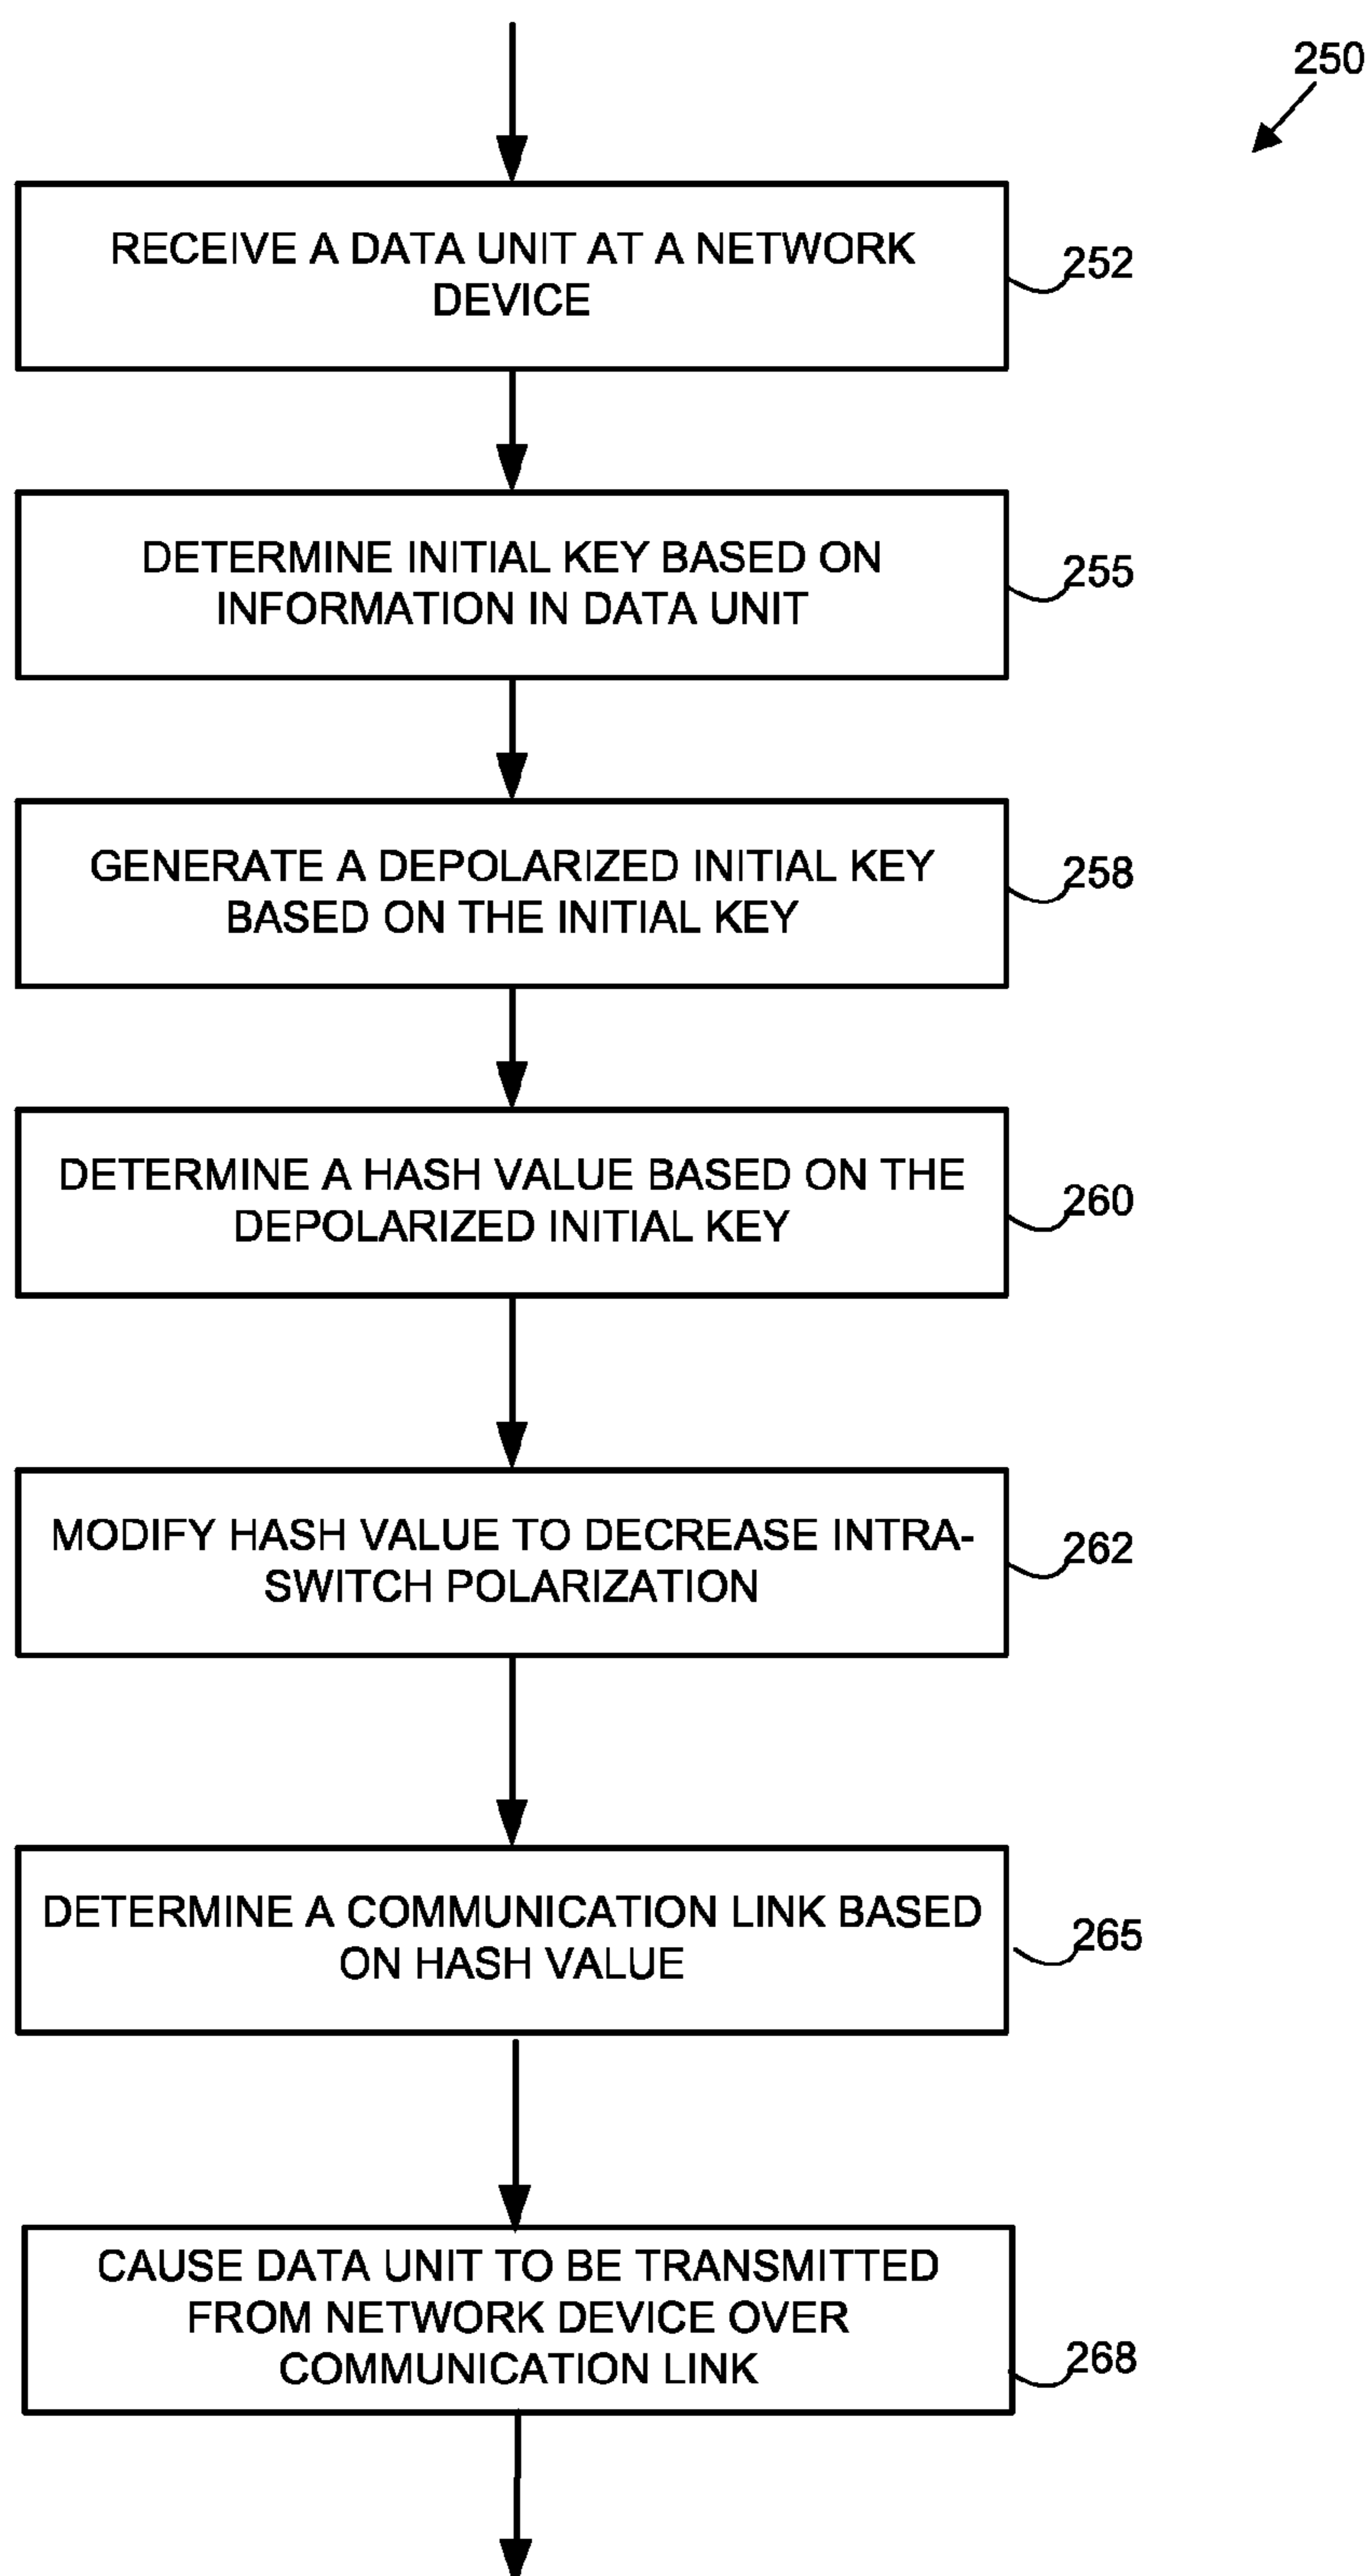 250
RECEIVE A DATA UNIT AT A NETWORK
DEVICE
252
DETERMINE INITIAL KEY BASED ON
INFORMATION IN DATA UNIT
255
GENERATE A DEPOLARIZED INITIAL KEY
BASED ON THE INITIAL KEY
258
DETERMINE A HASH VALUE BASED ON THE
DEPOLARIZED INITIAL KEY
260
MODIFY HASH VALUE TO DECREASE INTRA-
SWITCH POLARIZATION
262
DETERMINE A COMMUNICATION LINK BASED
ON HASH VALUE
265
CAUSE DATA UNIT TO BE TRANSMITTED
FROM NETWORK DEVICE OVER
COMMUNICATION LINK
268